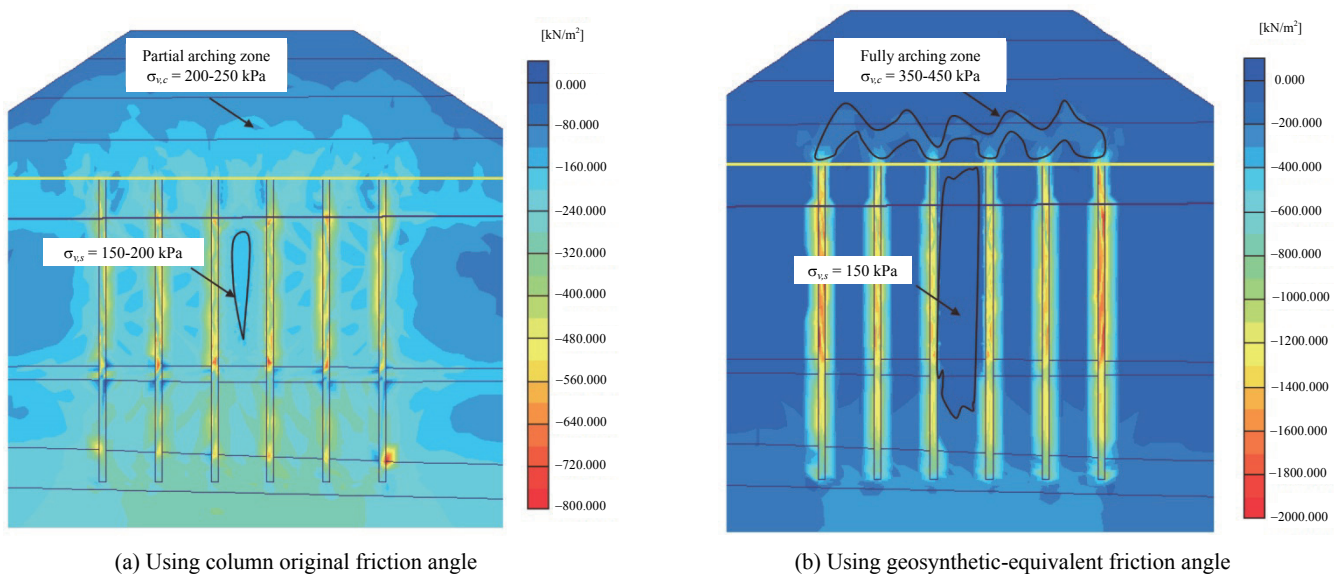 [kN/m²]
Partial arching zone
σv,c = 200-250 kPa
σv,s = 150-200 kPa
0.000
−80.000
−160.000
−240.000
−320.000
−400.000
−480.000
−560.000
−640.000
−720.000
−800.000
(a) Using column original friction angle
[kN/m²]
Fully arching zone
σv,c = 350-450 kPa
σv,s = 150 kPa
0.000
−200.000
−400.000
−600.000
−800.000
−1000.000
−1200.000
−1400.000
−1600.000
−1800.000
−2000.000
(b) Using geosynthetic-equivalent friction angle